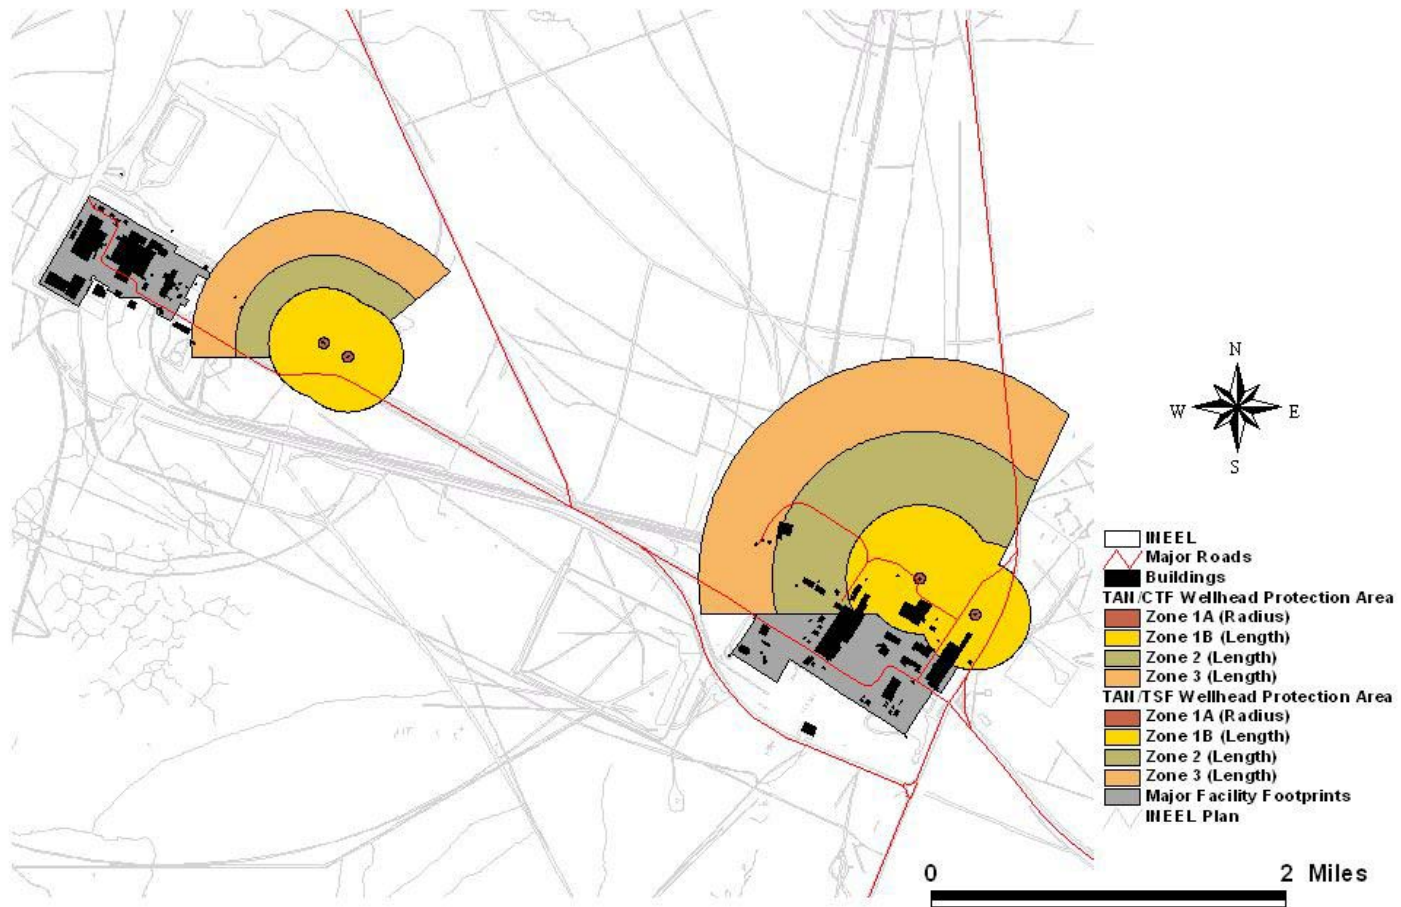 N
W E
S
INEEL
Major Roads
Buildings
TAN/CTF Wellhead Protection Area
Zone 1A (Radius)
Zone 1B (Length)
Zone 2 (Length)
Zone 3 (Length)
TAN/TSF Wellhead Protection Area
Zone 1A (Radius)
Zone 1B (Length)
Zone 2 (Length)
Zone 3 (Length)
Major Facility Footprints
INEEL Plan
0 2 Miles